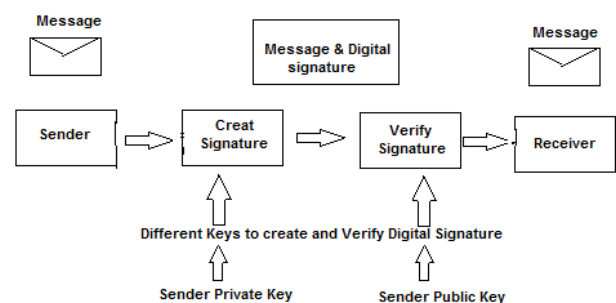 Message
Message
Message & Digital
signature
Sender
Creat
Signature
Verify
Signature
Receiver
Different Keys to create and Verify Digital Signature
Sender Private Key
Sender Public Key